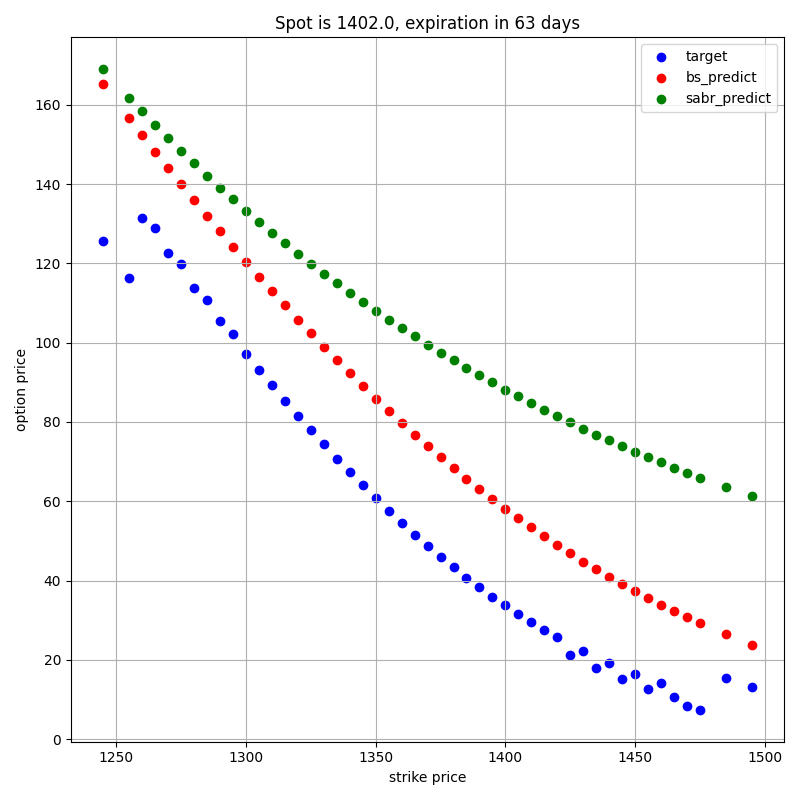 Spot is 1402.0, expiration in 63 days
target
bs_predict
sabr_predict
160
140
120
100
80
60
40
20
0
option price
1250 1300 1350 1400 1450 1500
strike price